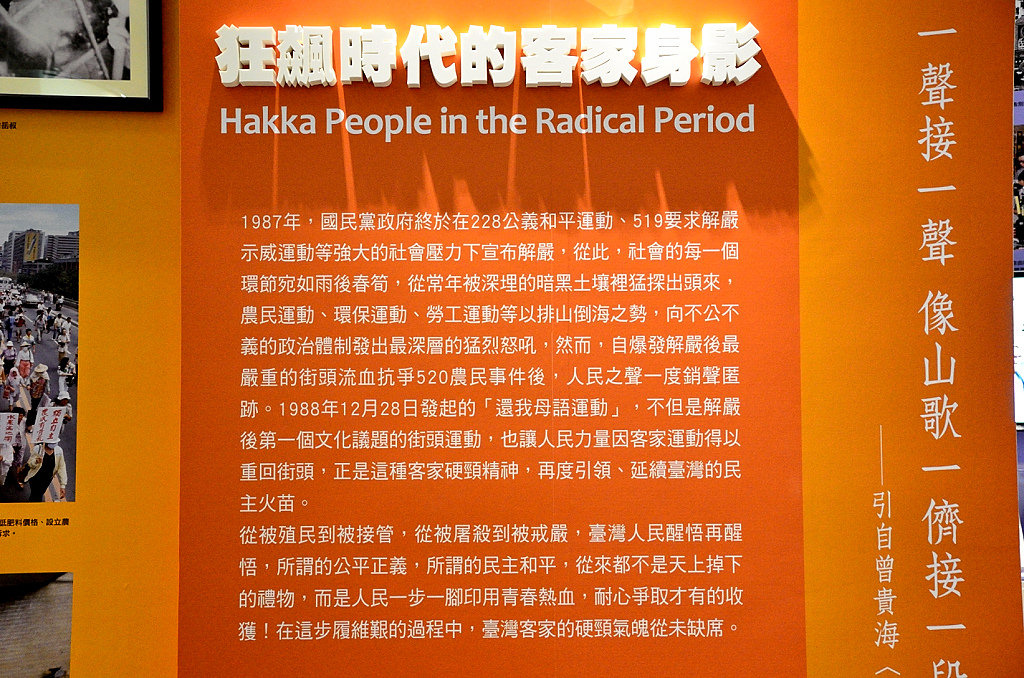 狂飆時代的客家身影
Hakka People in the Radical Period
1987年，國民黨政府終於在228公義和平運動、519要求解嚴
示威運動等強大的社會壓力下宣布解嚴，從此，社會的每一個
環節宛如雨後春筍，從常年被深埋的暗黑土壤裡猛探出頭來，
農民運動、環保運動、勞工運動等以排山倒海之勢，向不公不
義的政治體制發出最深層的猛烈怒吼，然而，自爆發解嚴後最
嚴重的街頭流血抗爭520農民事件後，人民之聲一度銷聲匿
跡。1988年12月28日發起的「還我母語運動」，不但是解嚴
後第一個文化議題的街頭運動，也讓人民力量因客家運動得以
重回街頭，正是這種客家硬頸精神，再度引領、延續臺灣的民
主火苗。
從被殖民到被接管，從被屠殺到被戒嚴，臺灣人民醒悟再醒
悟，所謂的公平正義，所謂的民主和平，從來都不是天上掉下
的禮物，而是人民一步一腳印用青春熱血，耐心爭取才有的收
獲！在這步履維艱的過程中，臺灣客家的硬頸氣魄從未缺席。
一聲接一聲 像山歌一儕接一段
——引自曾貴海〈
低肥料價格、設立農
訴求。